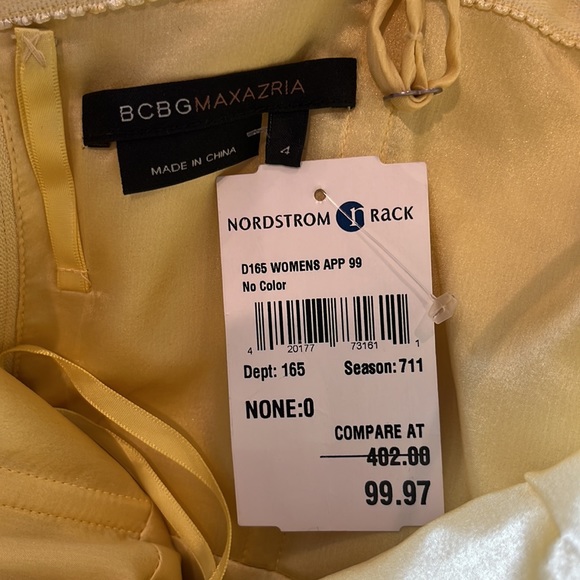 BCBGMAXAZRIA
MADE IN CHINA
4
NORDSTROM n RACK
D165 WOMENS APP 99
No Color
4 20177 73161 1
Dept: 165 Season: 711
NONE:0
COMPARE AT
402.00
99.97